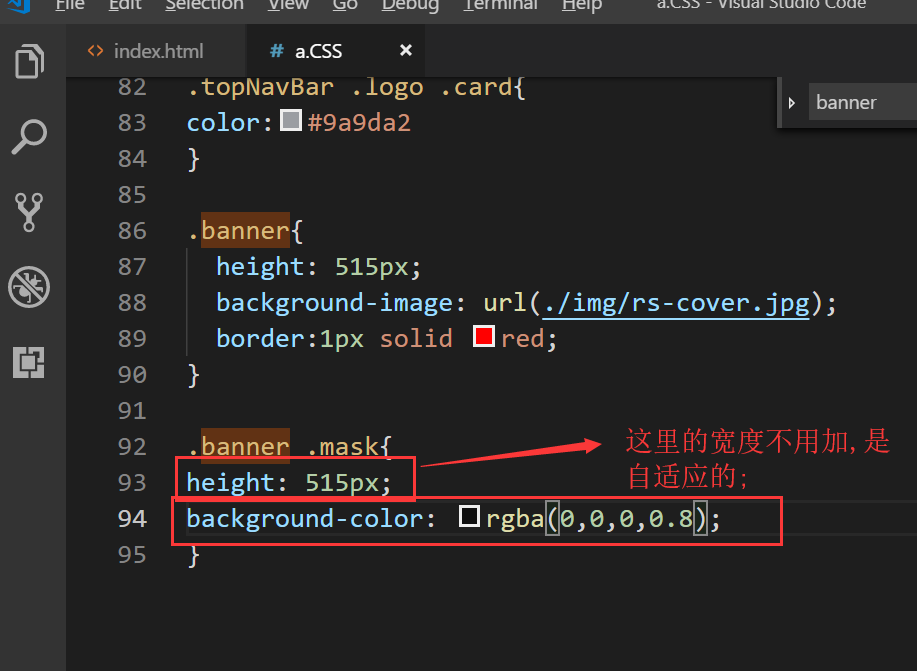 File Edit Selection View Go Debug Terminal Help a.CSS - Visual Studio Code
<> index.html # a.CSS ×
banner
82 .topNavBar .logo .card{
83 color:#9a9da2
84 }
85
86 .banner{
87 height: 515px;
88 background-image: url(./img/rs-cover.jpg);
89 border:1px solid red;
90 }
91
92 .banner .mask{
93 height: 515px;
94 background-color: rgba(0,0,0,0.8);
95 }
这里的宽度不用加,是
自适应的;